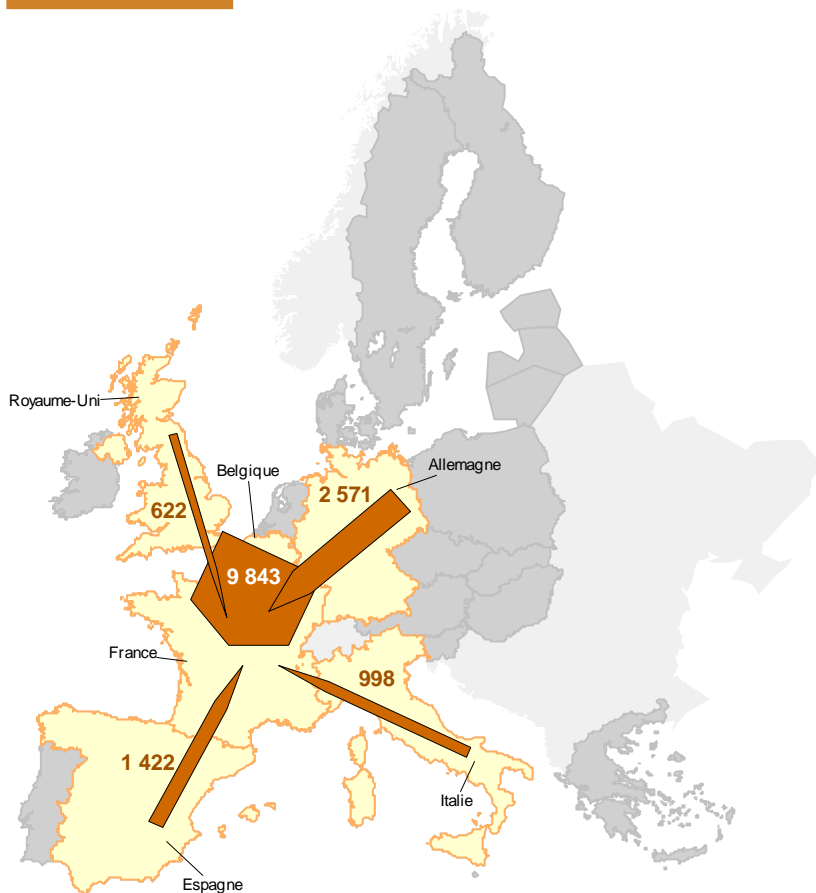 Royaume-Uni
Belgique
Allemagne
2 571
622
9 843
France
998
1 422
Italie
Espagne